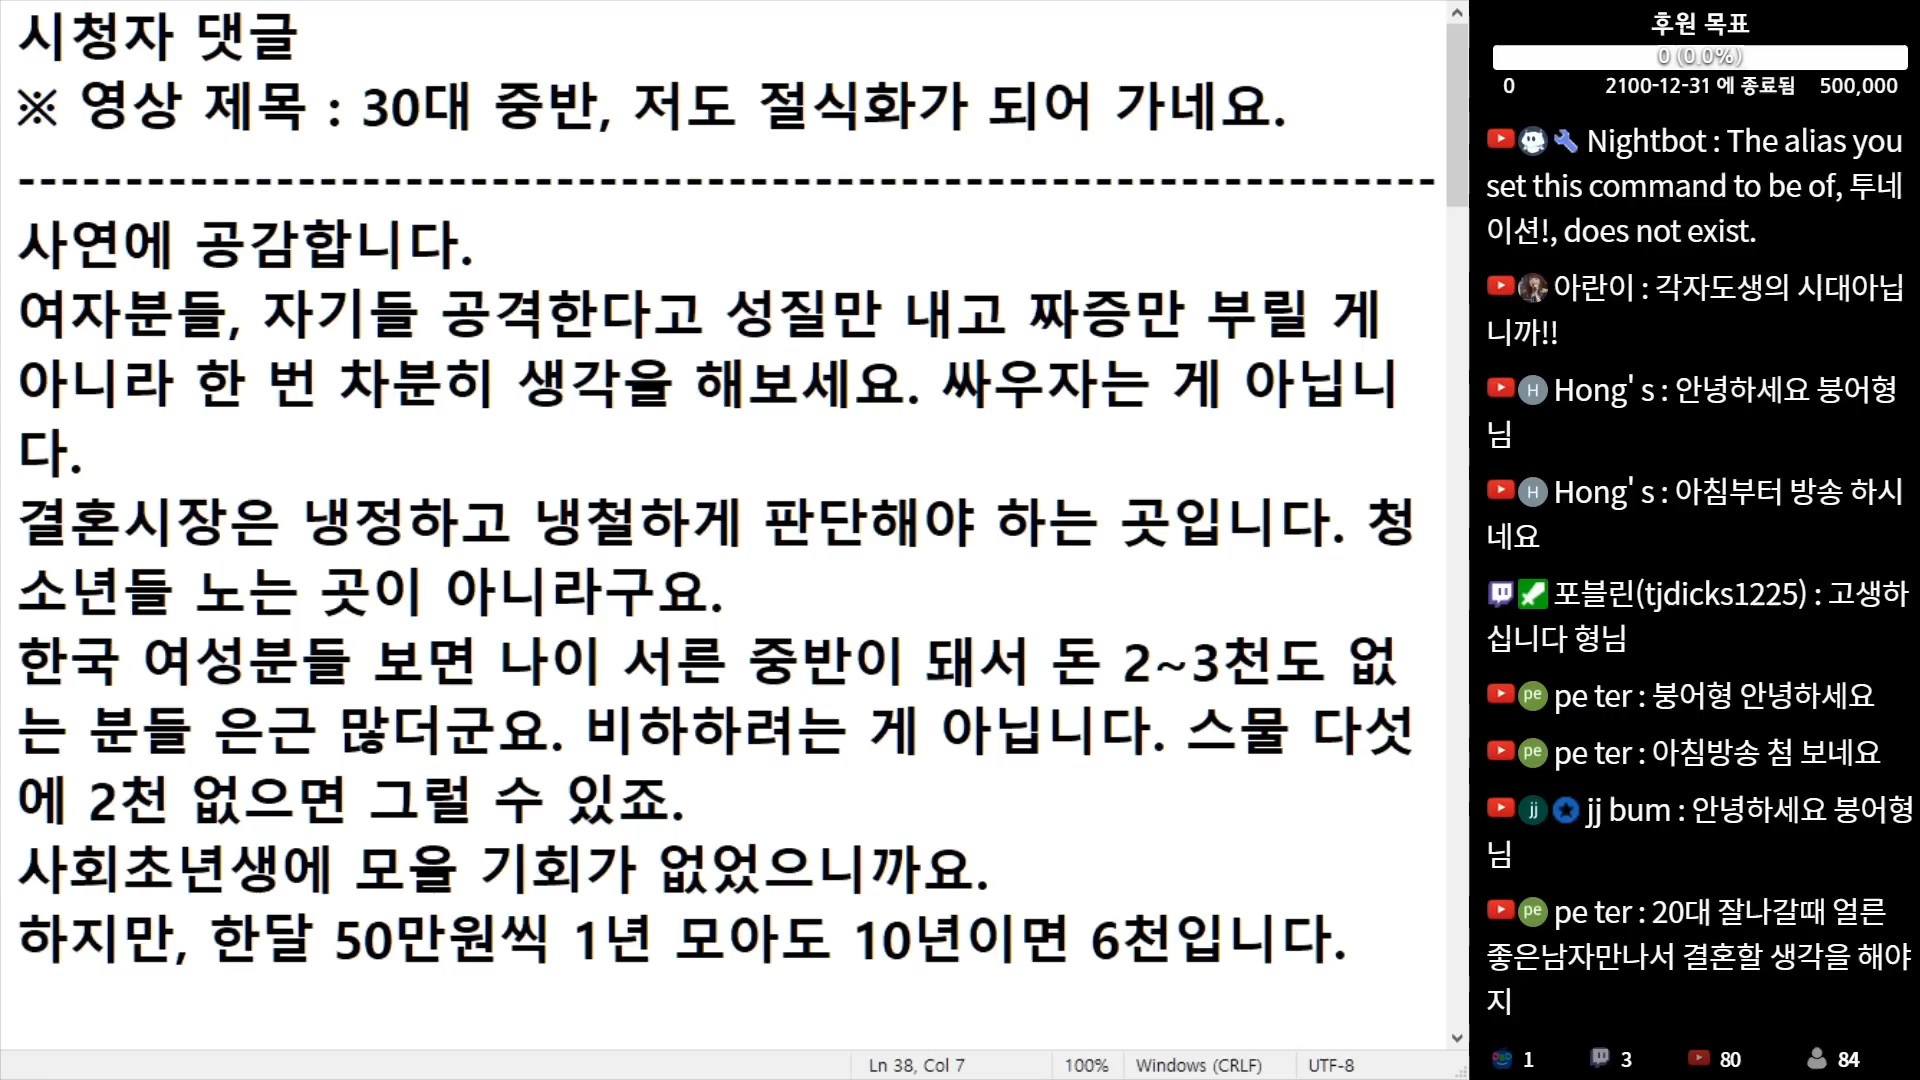 시청자 댓글
※ 영상 제목 : 30대 중반, 저도 절식화가 되어 가네요.
------------------------------------------------------------------
사연에 공감합니다.
여자분들, 자기들 공격한다고 성질만 내고 짜증만 부릴 게
아니라 한 번 차분히 생각을 해보세요. 싸우자는 게 아닙니
다.
결혼시장은 냉정하고 냉철하게 판단해야 하는 곳입니다. 청
소년들 노는 곳이 아니라구요.
한국 여성분들 보면 나이 서른 중반이 돼서 돈 2~3천도 없
는 분들 은근 많더군요. 비하하려는 게 아닙니다. 스물 다섯
에 2천 없으면 그럴 수 있죠.
사회초년생에 모을 기회가 없었으니까요.
하지만, 한달 50만원씩 1년 모아도 10년이면 6천입니다.
Ln 38, Col 7
100%
Windows (CRLF)
UTF-8
후원 목표
0 (0.0%)
0 2100-12-31 에 종료됨 500,000
Nightbot : The alias you
set this command to be of, 투네
이션!, does not exist.
아란이 : 각자도생의 시대아닙
니까!!
H Hong's : 안녕하세요 붕어형
님
H Hong's : 아침부터 방송 하시
네요
포블린(tjdicks1225) : 고생하
십니다 형님
pe pe ter : 붕어형 안녕하세요
pe pe ter : 아침방송 첨 보네요
jj jj bum : 안녕하세요 붕어형
님
pe pe ter : 20대 잘나갈때 얼른
좋은남자만나서 결혼할 생각을 해야
지
1 3 80 84